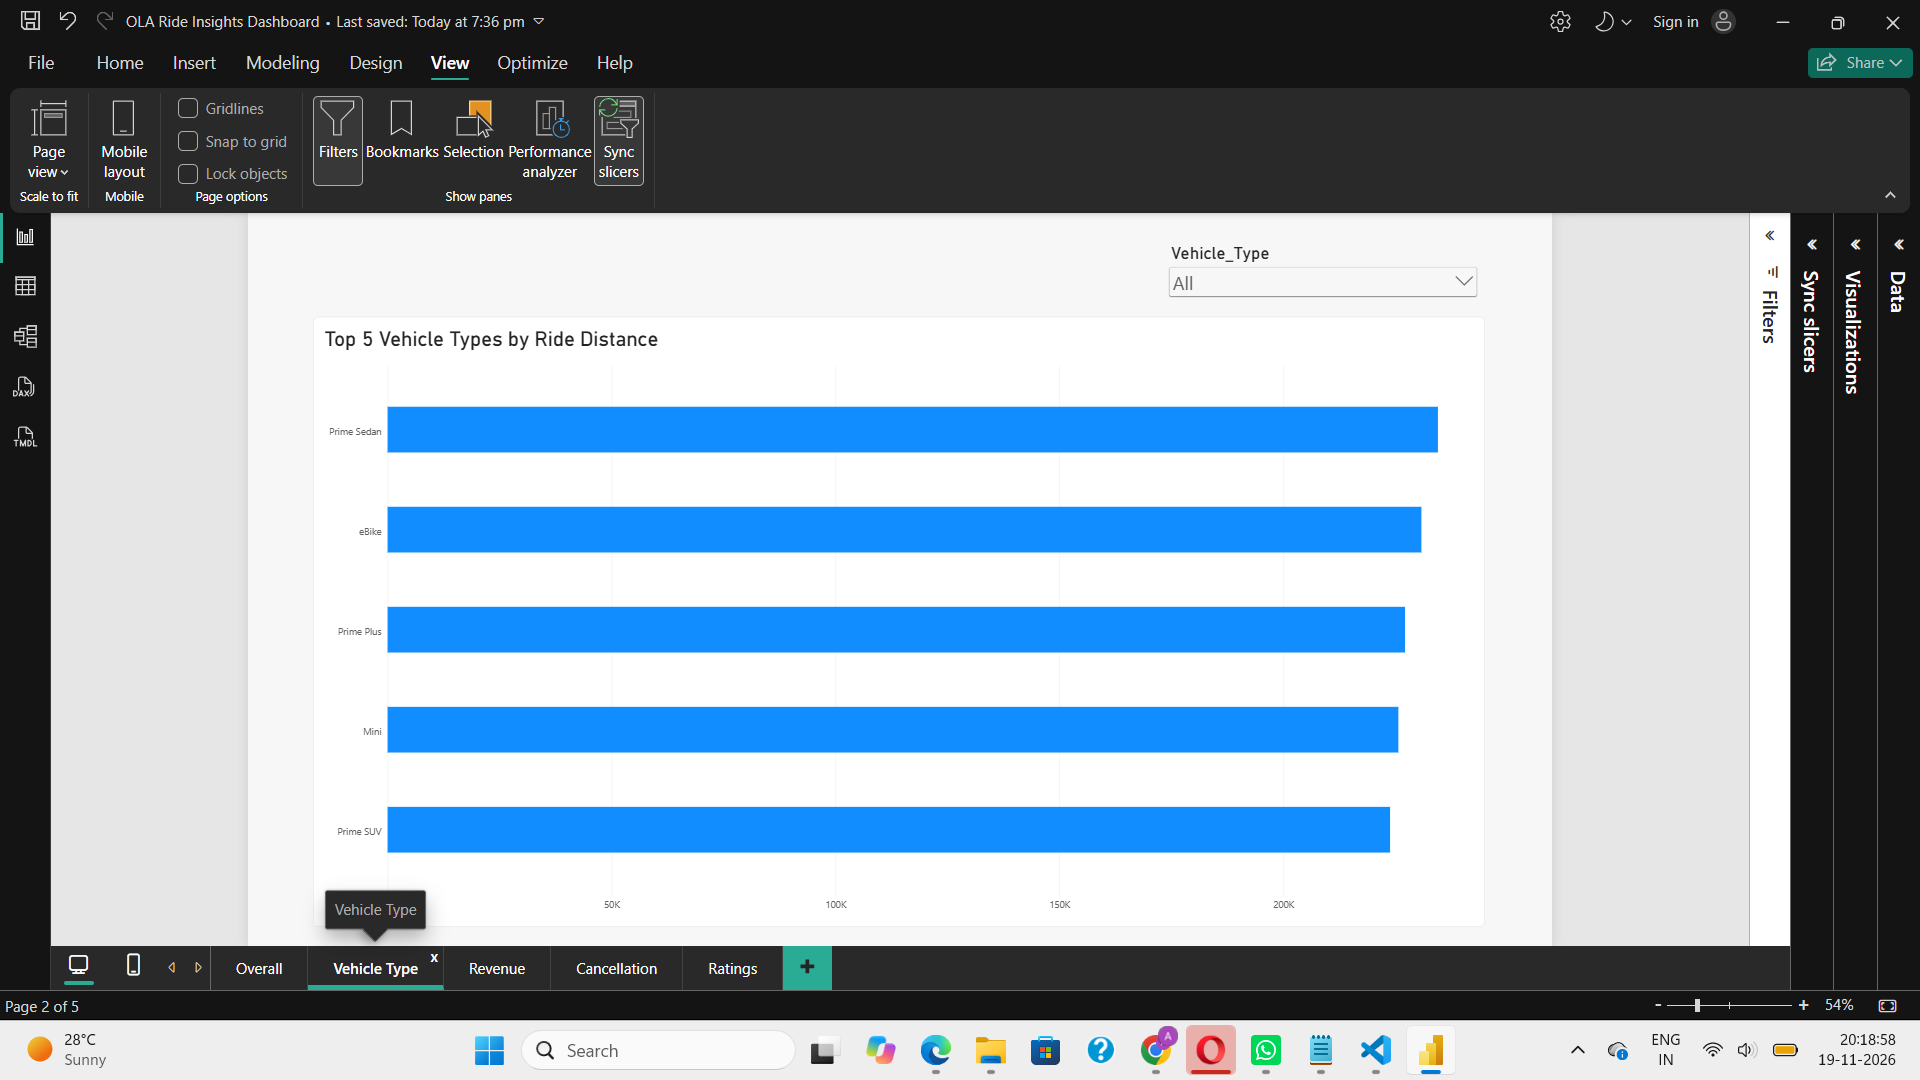 OLA Ride Insights Dashboard • Last saved: Today at 7:36 pm
Sign in
File Home Insert Modeling Design View Optimize Help
Share
Page view
Scale to fit
Mobile layout
Mobile
Gridlines
Snap to grid
Lock objects
Page options
Filters
Bookmarks
Selection
Performance analyzer
Sync slicers
Show panes
DAX
TMDL
Vehicle_Type
All
Top 5 Vehicle Types by Ride Distance
Prime Sedan
eBike
Prime Plus
Mini
Prime SUV
50K 100K 150K 200K
Vehicle Type
Filters
Sync slicers
Visualizations
Data
Overall Vehicle Type x Revenue Cancellation Ratings +
Page 2 of 5
- + 54%
28°C
Sunny
Search
A
ENG
IN
20:18:58
19-11-2026